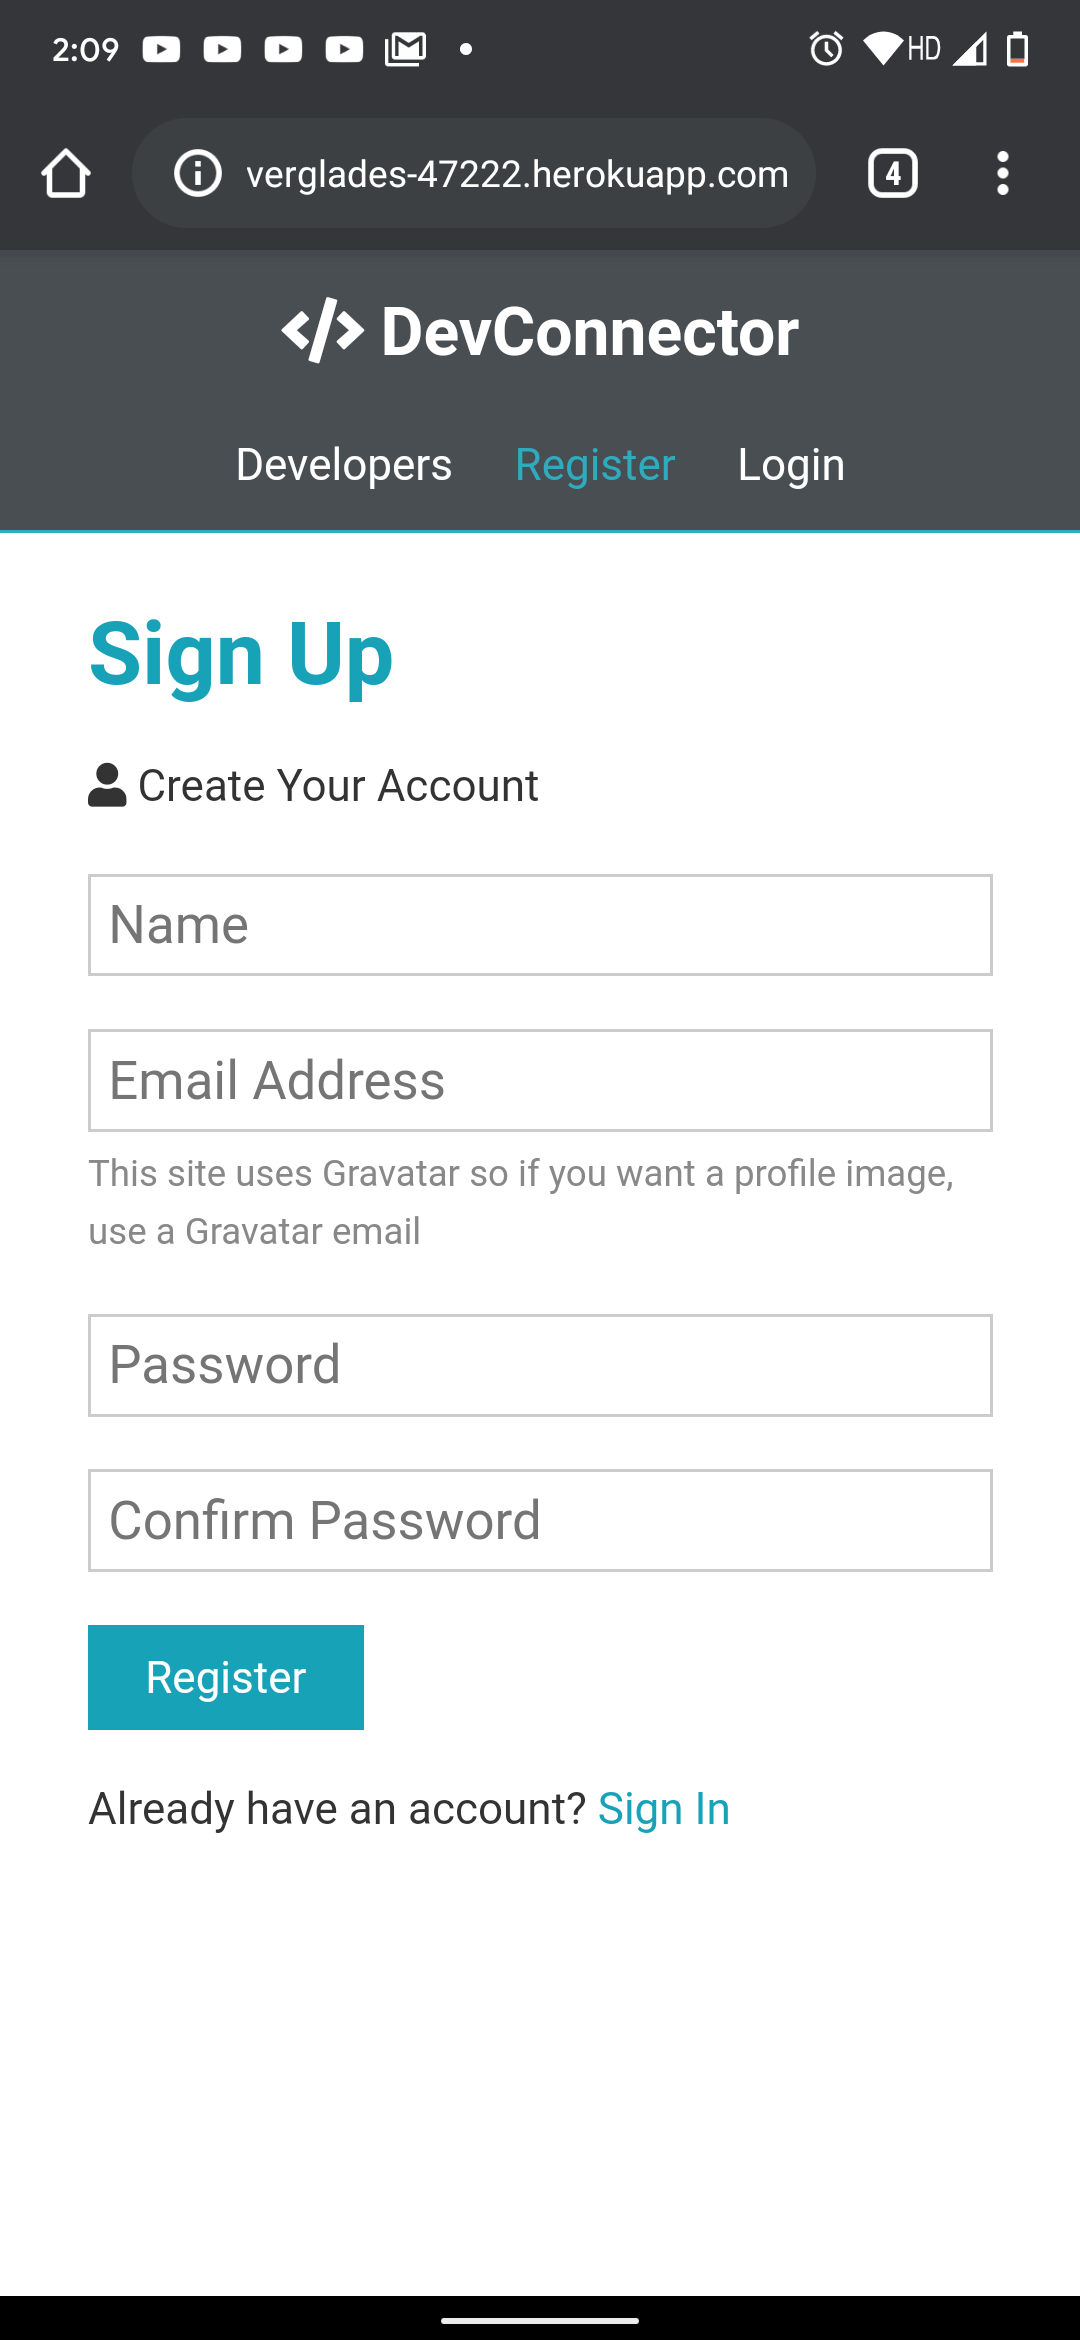 2:09
HD
verglades-47222.herokuapp.com
4
</> DevConnector
Developers Register Login
Sign Up
Create Your Account
Name
Email Address
This site uses Gravatar so if you want a profile image,
use a Gravatar email
Password
Confirm Password
Register
Already have an account? Sign In